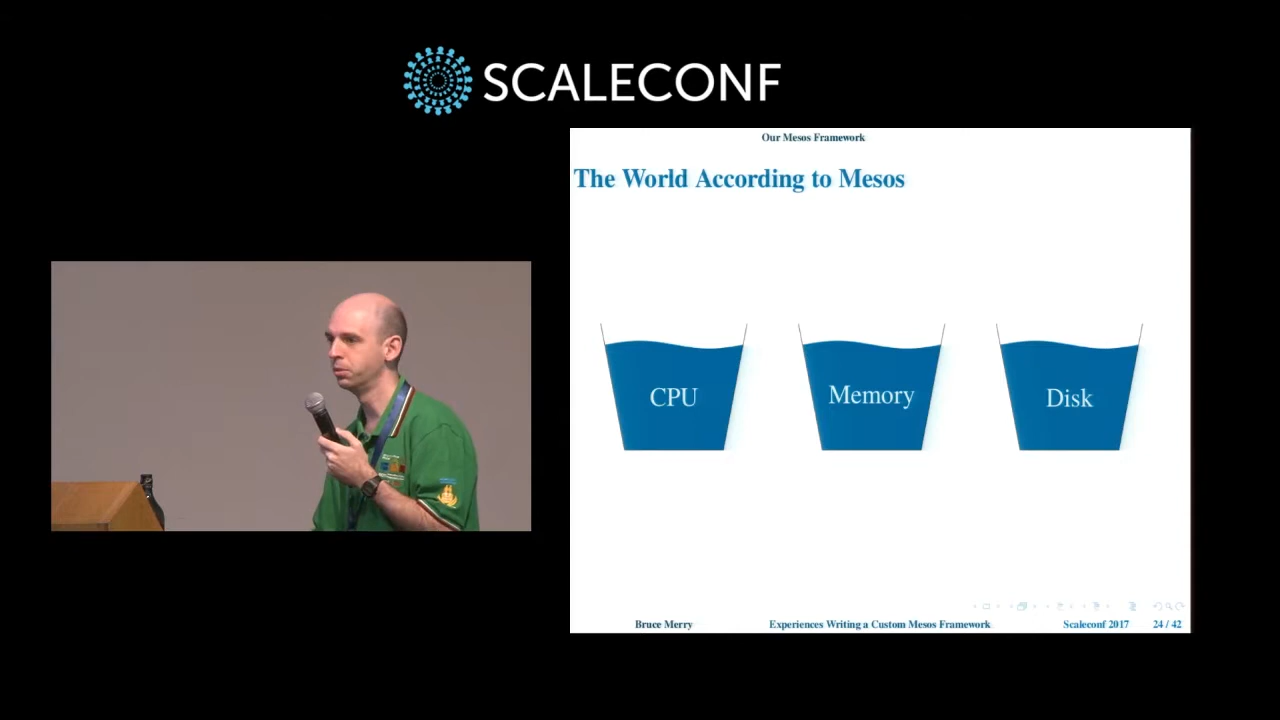 SCALECONF
Our Mesos Framework
The World According to Mesos
CPU
Memory
Disk
Bruce Merry
Experiences Writing a Custom Mesos Framework
Scaleconf 2017
24 / 42